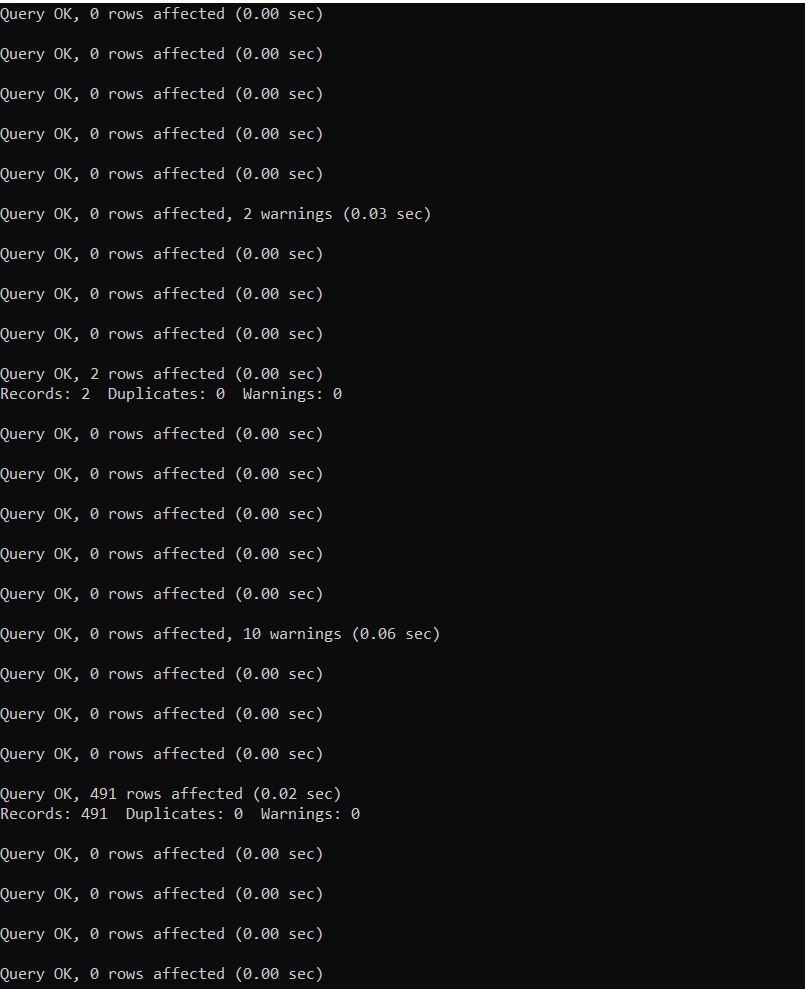 Query OK, 0 rows affected (0.00 sec)
Query OK, 0 rows affected (0.00 sec)
Query OK, 0 rows affected (0.00 sec)
Query OK, 0 rows affected (0.00 sec)
Query OK, 0 rows affected (0.00 sec)
Query OK, 0 rows affected, 2 warnings (0.03 sec)
Query OK, 0 rows affected (0.00 sec)
Query OK, 0 rows affected (0.00 sec)
Query OK, 0 rows affected (0.00 sec)
Query OK, 2 rows affected (0.00 sec)
Records: 2  Duplicates: 0  Warnings: 0
Query OK, 0 rows affected (0.00 sec)
Query OK, 0 rows affected (0.00 sec)
Query OK, 0 rows affected (0.00 sec)
Query OK, 0 rows affected (0.00 sec)
Query OK, 0 rows affected (0.00 sec)
Query OK, 0 rows affected, 10 warnings (0.06 sec)
Query OK, 0 rows affected (0.00 sec)
Query OK, 0 rows affected (0.00 sec)
Query OK, 0 rows affected (0.00 sec)
Query OK, 491 rows affected (0.02 sec)
Records: 491  Duplicates: 0  Warnings: 0
Query OK, 0 rows affected (0.00 sec)
Query OK, 0 rows affected (0.00 sec)
Query OK, 0 rows affected (0.00 sec)
Query OK, 0 rows affected (0.00 sec)